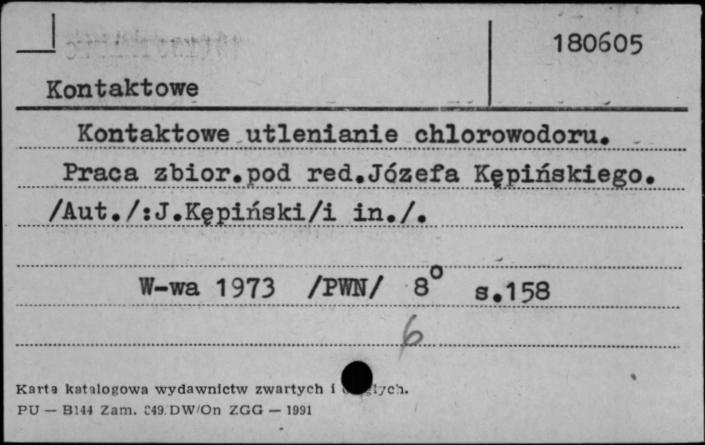 180605
Kontaktowe
Kontaktowe utlenianie chlorowodoru.
Praca zbior.pod red.Józefa Kępińskiego.
/Aut./:J.Kępiński/i in./.
W-wa 1973 /PWN/ 8° s.158
6
Karta katalogowa wydawnictw zwartych i
PU — B144 Zam. 249 DW/On ZGG — 1991